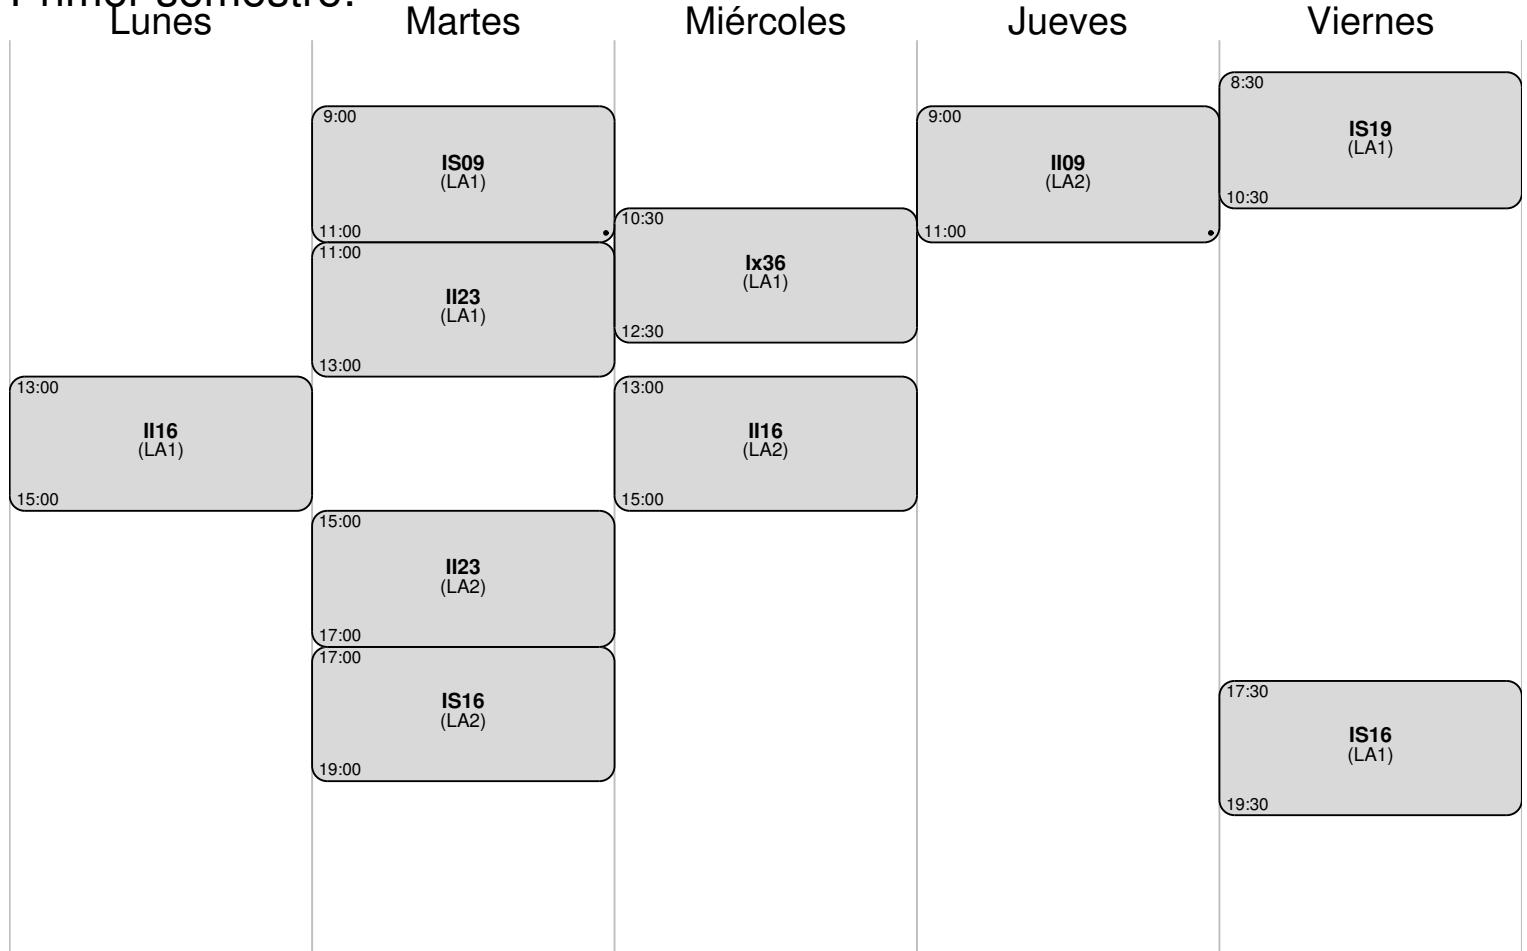 Primer semestre:
Lunes
Martes
Miércoles
Jueves
Viernes
13:00
II16
(LA1)
15:00
9:00
IS09
(LA1)
11:00
11:00
II23
(LA1)
13:00
15:00
II23
(LA2)
17:00
17:00
IS16
(LA2)
19:00
10:30
Ix36
(LA1)
12:30
13:00
II16
(LA2)
15:00
9:00
II09
(LA2)
11:00
8:30
IS19
(LA1)
10:30
17:30
IS16
(LA1)
19:30